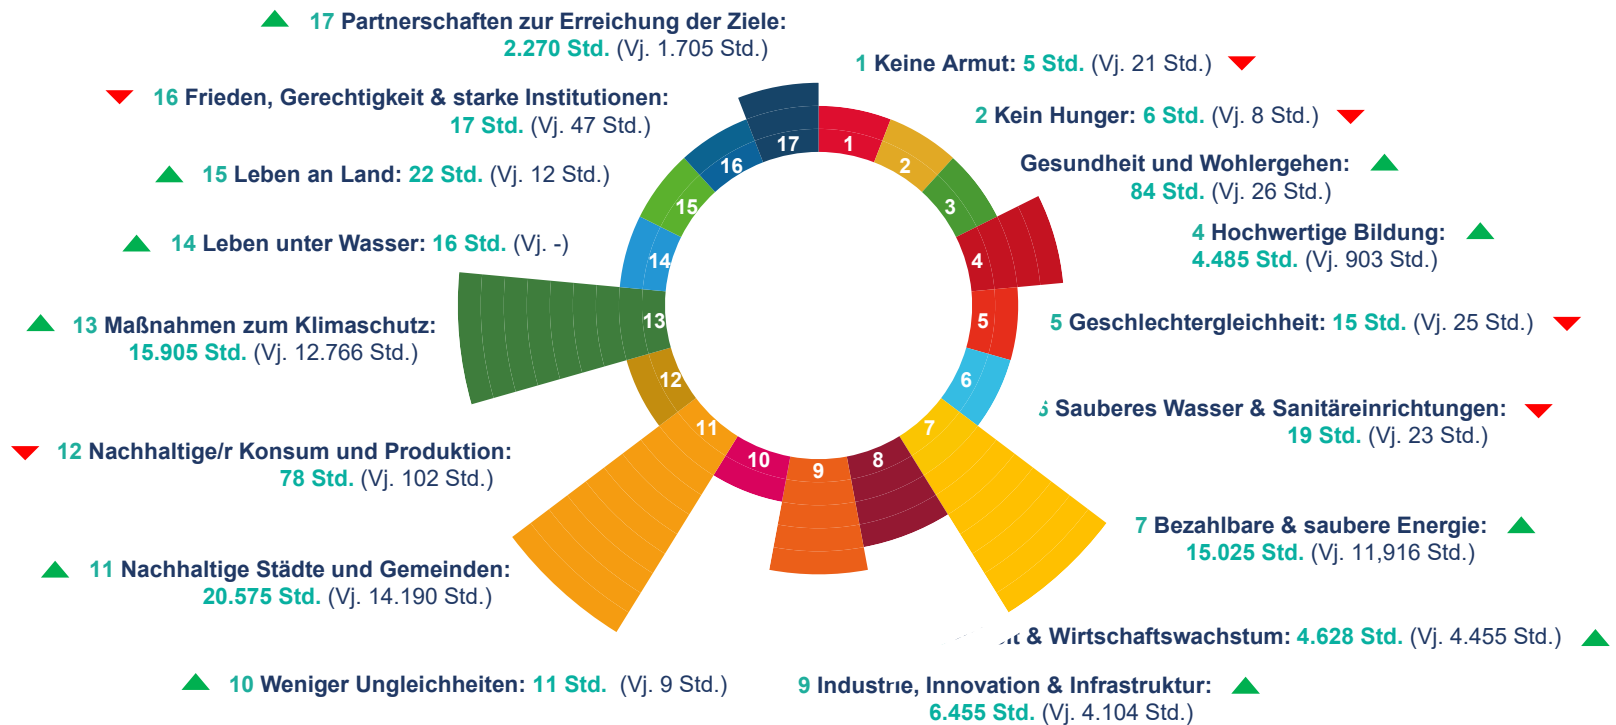 17 Partnerschaften zur Erreichung der Ziele:
2.270 Std. (Vj. 1.705 Std.)
1 Keine Armut: 5 Std. (Vj. 21 Std.)
16 Frieden, Gerechtigkeit & starke Institutionen:
17 Std. (Vj. 47 Std.)
2 Kein Hunger: 6 Std. (Vj. 8 Std.)
Gesundheit und Wohlergehen:
84 Std. (Vj. 26 Std.)
15 Leben an Land: 22 Std. (Vj. 12 Std.)
4 Hochwertige Bildung:
4.485 Std. (Vj. 903 Std.)
14 Leben unter Wasser: 16 Std. (Vj. -)
13 Maßnahmen zum Klimaschutz:
15.905 Std. (Vj. 12.766 Std.)
5 Geschlechtergleichheit: 15 Std. (Vj. 25 Std.)
Sauberes Wasser & Sanitäreinrichtungen:
19 Std. (Vj. 23 Std.)
12 Nachhaltige/r Konsum und Produktion:
78 Std. (Vj. 102 Std.)
7 Bezahlbare & saubere Energie:
15.025 Std. (Vj. 11,916 Std.)
11 Nachhaltige Städte und Gemeinden:
20.575 Std. (Vj. 14.190 Std.)
& Wirtschaftswachstum: 4.628 Std. (Vj. 4.455 Std.)
10 Weniger Ungleichheiten: 11 Std. (Vj. 9 Std.)
9 Industrie, Innovation & Infrastruktur:
6.455 Std. (Vj. 4.104 Std.)
1
2
3
4
5
6
7
8
9
10
11
12
13
14
15
16
17